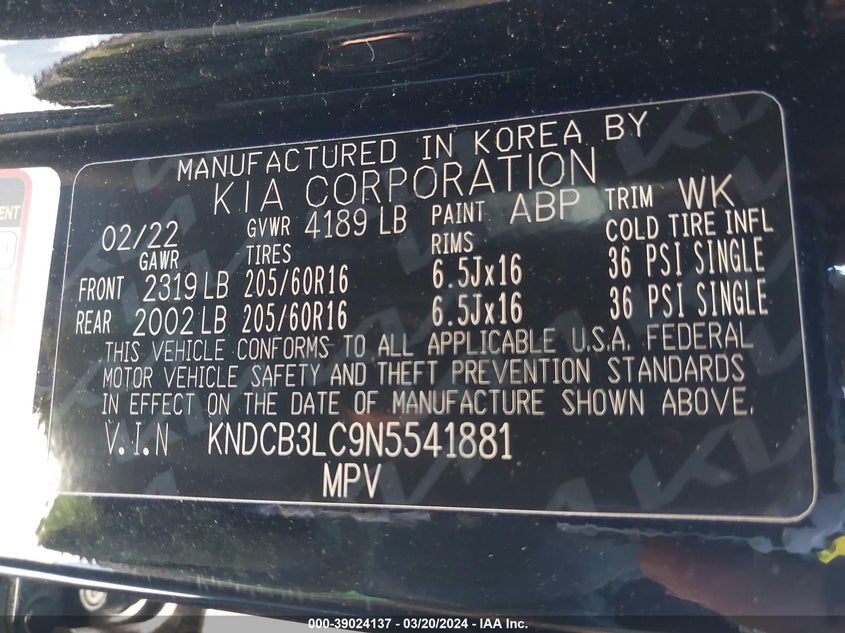 MANUFACTURED IN KOREA BY
KIA CORPORATION
02/22 GVWR 4189 LB PAINT ABP TRIM WK
GAWR TIRES RIMS COLD TIRE INFL
FRONT 2319 LB 205/60R16 6.5Jx16 36 PSI SINGLE
REAR 2002 LB 205/60R16 6.5Jx16 36 PSI SINGLE
THIS VEHICLE CONFORMS TO ALL APPLICABLE U.S.A. FEDERAL
MOTOR VEHICLE SAFETY AND THEFT PREVENTION STANDARDS
IN EFFECT ON THE DATE OF MANUFACTURE SHOWN ABOVE.
V.I.N KNDCB3LC9N5541881
MPV
000-39024137 - 03/20/2024 - IAA Inc.